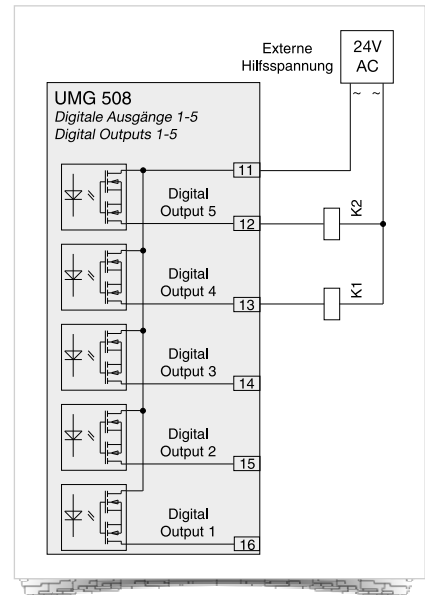 Externe
Hilfsspannung
24V
AC
~ ~
UMG 508
Digitale Ausgänge 1-5
Digital Outputs 1-5
11
Digital
Output 5
12
K2
Digital
Output 4
13
K1
Digital
Output 3
14
Digital
Output 2
15
Digital
Output 1
16